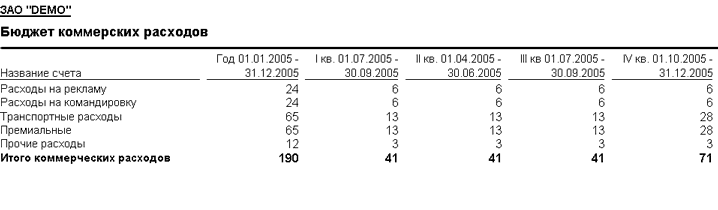 ЗАО "DEMO"
Бюджет коммерских расходов
Год 01.01.2005 - I кв. 01.07.2005 - II кв. 01.04.2005 - III кв 01.07.2005 - IV кв. 01.10.2005 -
Название счета 31.12.2005 30.09.2005 30.06.2005 30.09.2005 31.12.2005
Расходы на рекламу 24 6 6 6 6
Расходы на командировку 24 6 6 6 6
Транспортные расходы 65 13 13 13 28
Премиальные 65 13 13 13 28
Прочие расходы 12 3 3 3 3
Итого коммерческих расходов 190 41 41 41 71